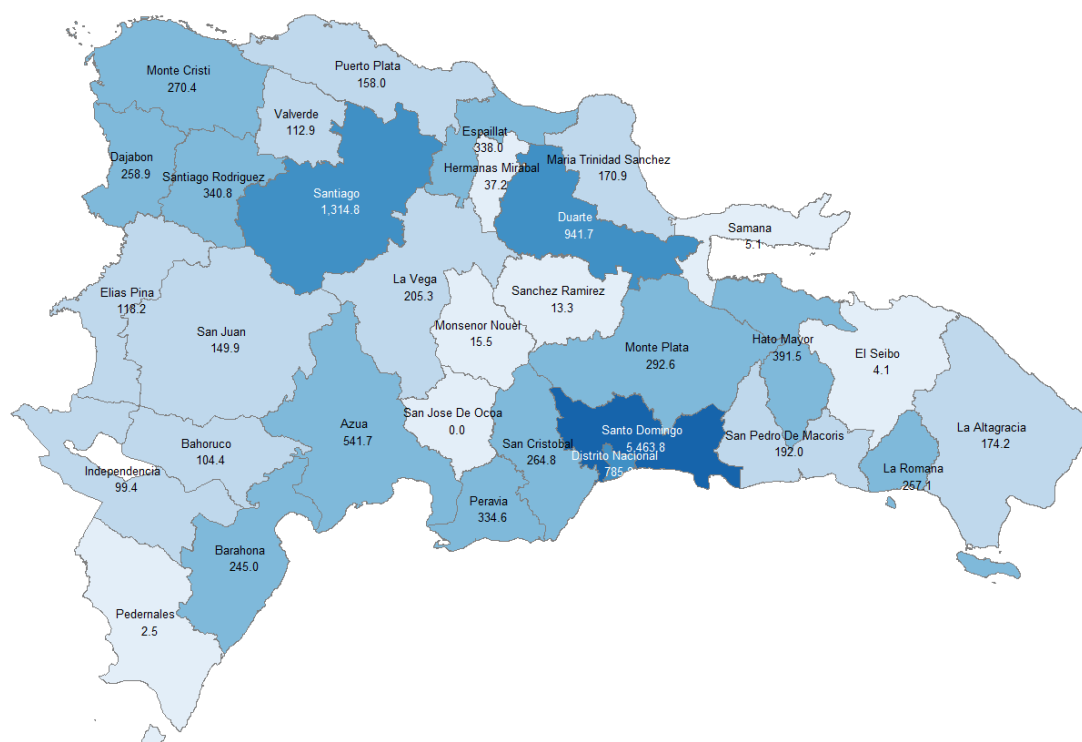 Monte Cristi
270.4
Puerto Plata
158.0
Valverde
112.9
Espaillat
338.0
Dajabon
258.9
Santiago Rodriguez
340.8
Hermanas Mirabal
37.2
Maria Trinidad Sanchez
170.9
Santiago
1,314.8
Duarte
941.7
Samana
5.1
Elias Pina
118.2
La Vega
205.3
Sanchez Ramirez
13.3
San Juan
149.9
Monsenor Nouel
15.5
Monte Plata
292.6
Hato Mayor
391.5
El Seibo
4.1
Azua
541.7
San Jose De Ocoa
0.0
San Cristobal
264.8
Santo Domingo
5,463.8
Distrito Nacional
San Pedro De Macoris
192.0
La Altagracia
174.2
Bahoruco
104.4
Independencia
99.4
La Romana
257.1
Peravia
334.6
Barahona
245.0
Pedernales
2.5